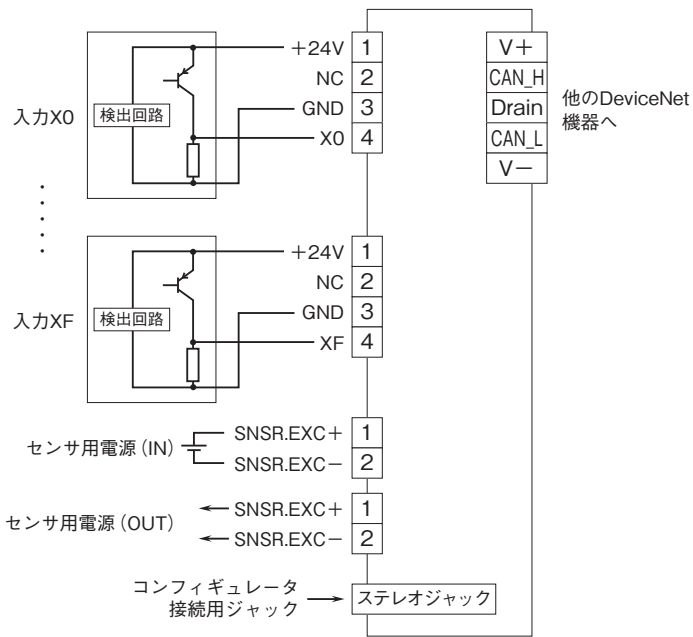 入力X0
検出回路
+24V 1
NC 2
GND 3
X0 4
V+
CAN_H
Drain
CAN_L
V−
他のDeviceNet
機器へ
入力XF
検出回路
+24V 1
NC 2
GND 3
XF 4
センサ用電源(IN)
SNSR.EXC+ 1
SNSR.EXC− 2
センサ用電源(OUT)
SNSR.EXC+ 1
SNSR.EXC− 2
コンフィギュレータ
接続用ジャック
ステレオジャック